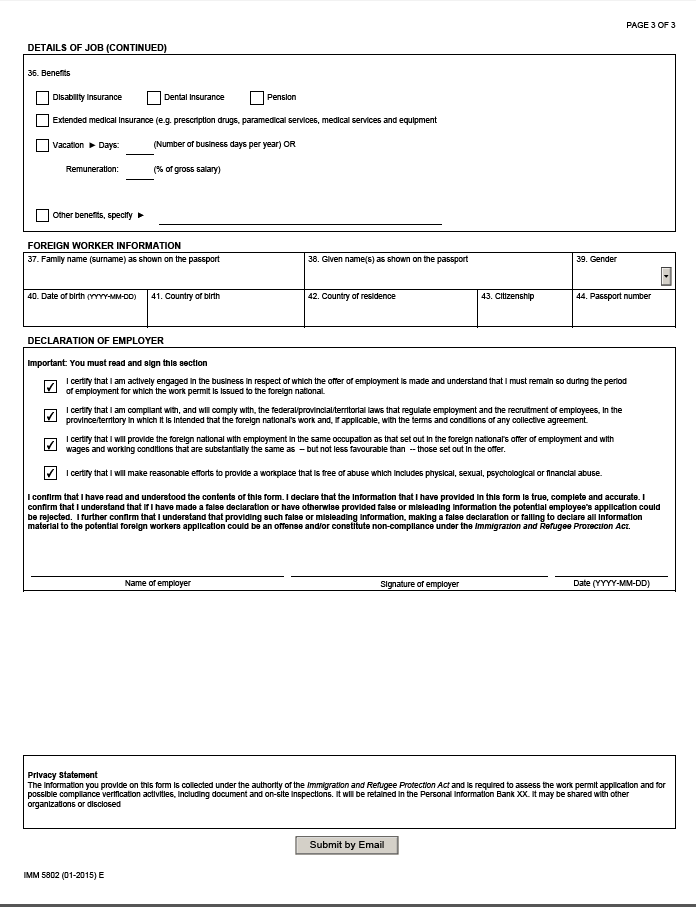 PAGE 3 OF 3
DETAILS OF JOB (CONTINUED)
36. Benefits
Disability insurance Dental insurance Pension
Extended medical insurance (e.g. prescription drugs, paramedical services, medical services and equipment
Vacation ► Days: (Number of business days per year) OR
Remuneration: (% of gross salary)
Other benefits, specify ►
FOREIGN WORKER INFORMATION
37. Family name (surname) as shown on the passport 38. Given name(s) as shown on the passport 39. Gender
40. Date of birth (YYYY-MM-DD) 41. Country of birth 42. Country of residence 43. Citizenship 44. Passport number
DECLARATION OF EMPLOYER
Important: You must read and sign this section
I certify that I am actively engaged in the business in respect of which the offer of employment is made and understand that I must remain so during the period
of employment for which the work permit is issued to the foreign national.
I certify that I am compliant with, and will comply with, the federal/provincial/territorial laws that regulate employment and the recruitment of employees, in the
province/territory in which it is intended that the foreign national's work and, if applicable, with the terms and conditions of any collective agreement.
I certify that I will provide the foreign national with employment in the same occupation as that set out in the foreign national's offer of employment and with
wages and working conditions that are substantially the same as -- but not less favourable than -- those set out in the offer.
I certify that I will make reasonable efforts to provide a workplace that is free of abuse which includes physical, sexual, psychological or financial abuse.
I confirm that I have read and understood the contents of this form. I declare that the information that I have provided in this form is true, complete and accurate. I
confirm that I understand that if I have made a false declaration or have otherwise provided false or misleading information the potential employee's application could
be rejected. I further confirm that I understand that providing such false or misleading information, making a false declaration or failing to declare all information
material to the potential foreign workers application could be an offense and/or constitute non-compliance under the Immigration and Refugee Protection Act.
Name of employer Signature of employer Date (YYYY-MM-DD)
Privacy Statement
The information you provide on this form is collected under the authority of the Immigration and Refugee Protection Act and is required to assess the work permit application and for
possible compliance verification activities, including document and on-site inspections. It will be retained in the Personal Information Bank XX. It may be shared with other
organizations or disclosed
Submit by Email
IMM 5802 (01-2015) E